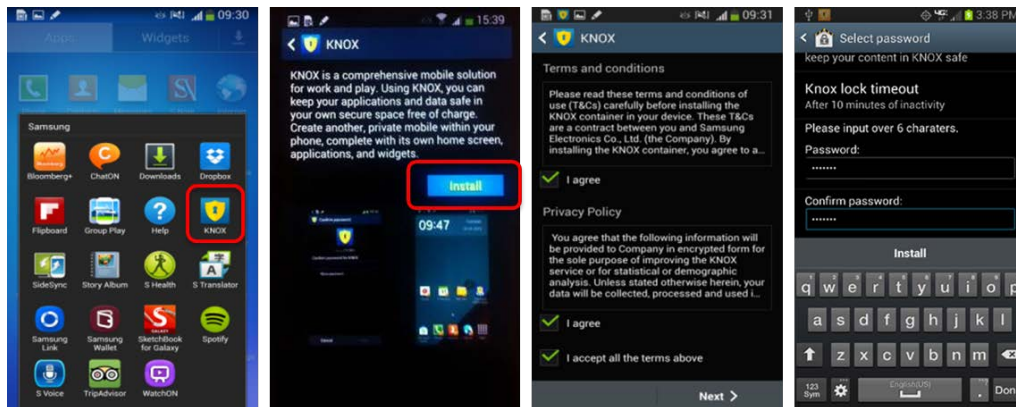 09:30
Apps
Widgets
Samsung
Bloomberg+
ChatON
Downloads
Dropbox
Flipboard
Group Play
Help
KNOX
SideSync
Story Album
S Health
S Translator
Samsung Link
Samsung Wallet
SketchBook for Galaxy
Spotify
S Voice
TripAdvisor
WatchON
15:39
KNOX
KNOX is a comprehensive mobile solution
for work and play. Using KNOX, you can
keep your applications and data safe in
your own secure space free of charge.
Create another, private mobile within your
phone, complete with its own home screen,
applications, and widgets.
Install
Confirm password
09:47
09:31
KNOX
Terms and conditions
Please read these terms and conditions of
use (T&Cs) carefully before installing the
KNOX container in your device. These T&Cs
are a contract between you and Samsung
Electronics Co., Ltd. (the Company). By
installing the KNOX container, you agree to a...
I agree
Privacy Policy
You agree that the following information will
be provided to Company in encrypted form for
the sole purpose of improving the KNOX
service or for statistical or demographic
analysis. Unless stated otherwise herein, your
data will be collected, processed and used i...
I agree
I accept all the terms above
Next >
3:38 PM
Select password
keep your content in KNOX safe
Knox lock timeout
After 10 minutes of inactivity
Please input over 6 charaters.
Password:
·······
Confirm password:
·······
Install
q w e r t y u i o p
a s d f g h j k l
z x c v b n m
123
Sym
English(US)
.
Don